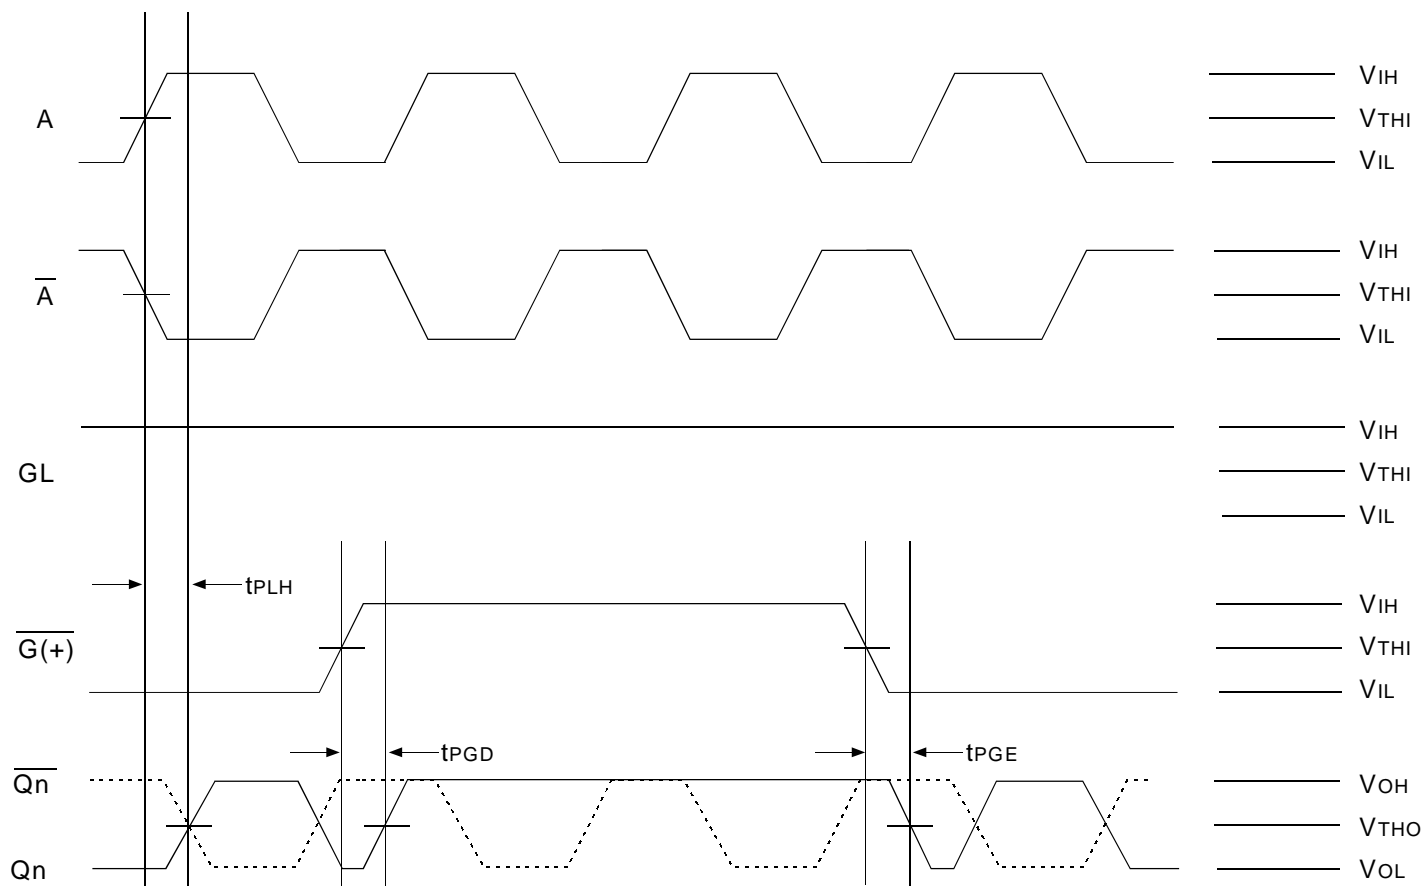 A
VIH
VTHI
VIL
A
VIH
VTHI
VIL
GL
VIH
VTHI
VIL
tPLH
G(+)
VIH
VTHI
VIL
tPGD
tPGE
Qn
VOH
VTHO
Qn
VOL